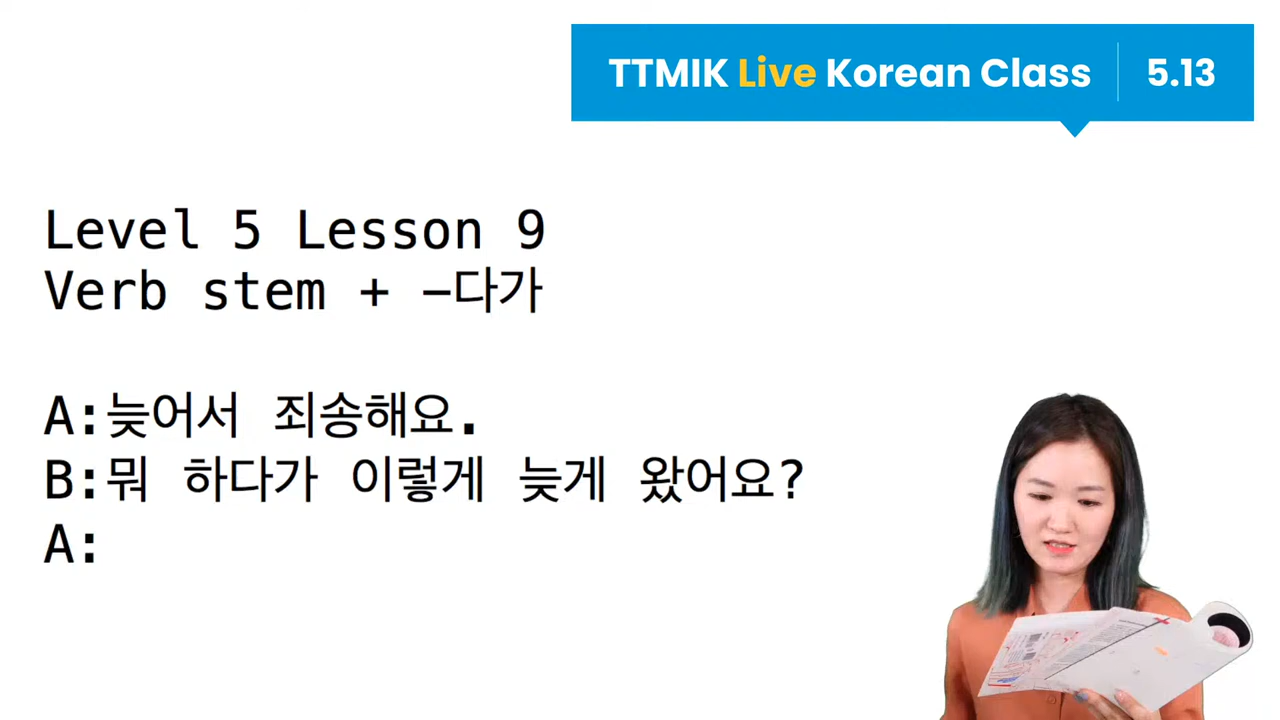 TTMIK Live Korean Class 5.13
Level 5 Lesson 9
Verb stem + -다가
A:늦어서 죄송해요.
B:뭐 하다가 이렇게 늦게 왔어요?
A: